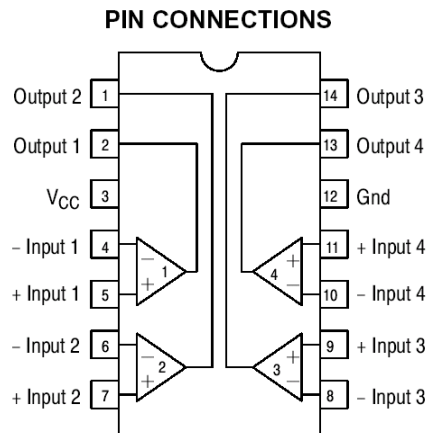 PIN CONNECTIONS
Output 2 1 14 Output 3
Output 1 2 13 Output 4
VCC 3 12 Gnd
– Input 1 4 – 11 + Input 4
1 + 4
+ Input 1 5 + – 10 – Input 4
– Input 2 6 – 9 + Input 3
2 + 3
+ Input 2 7 + – 8 – Input 3